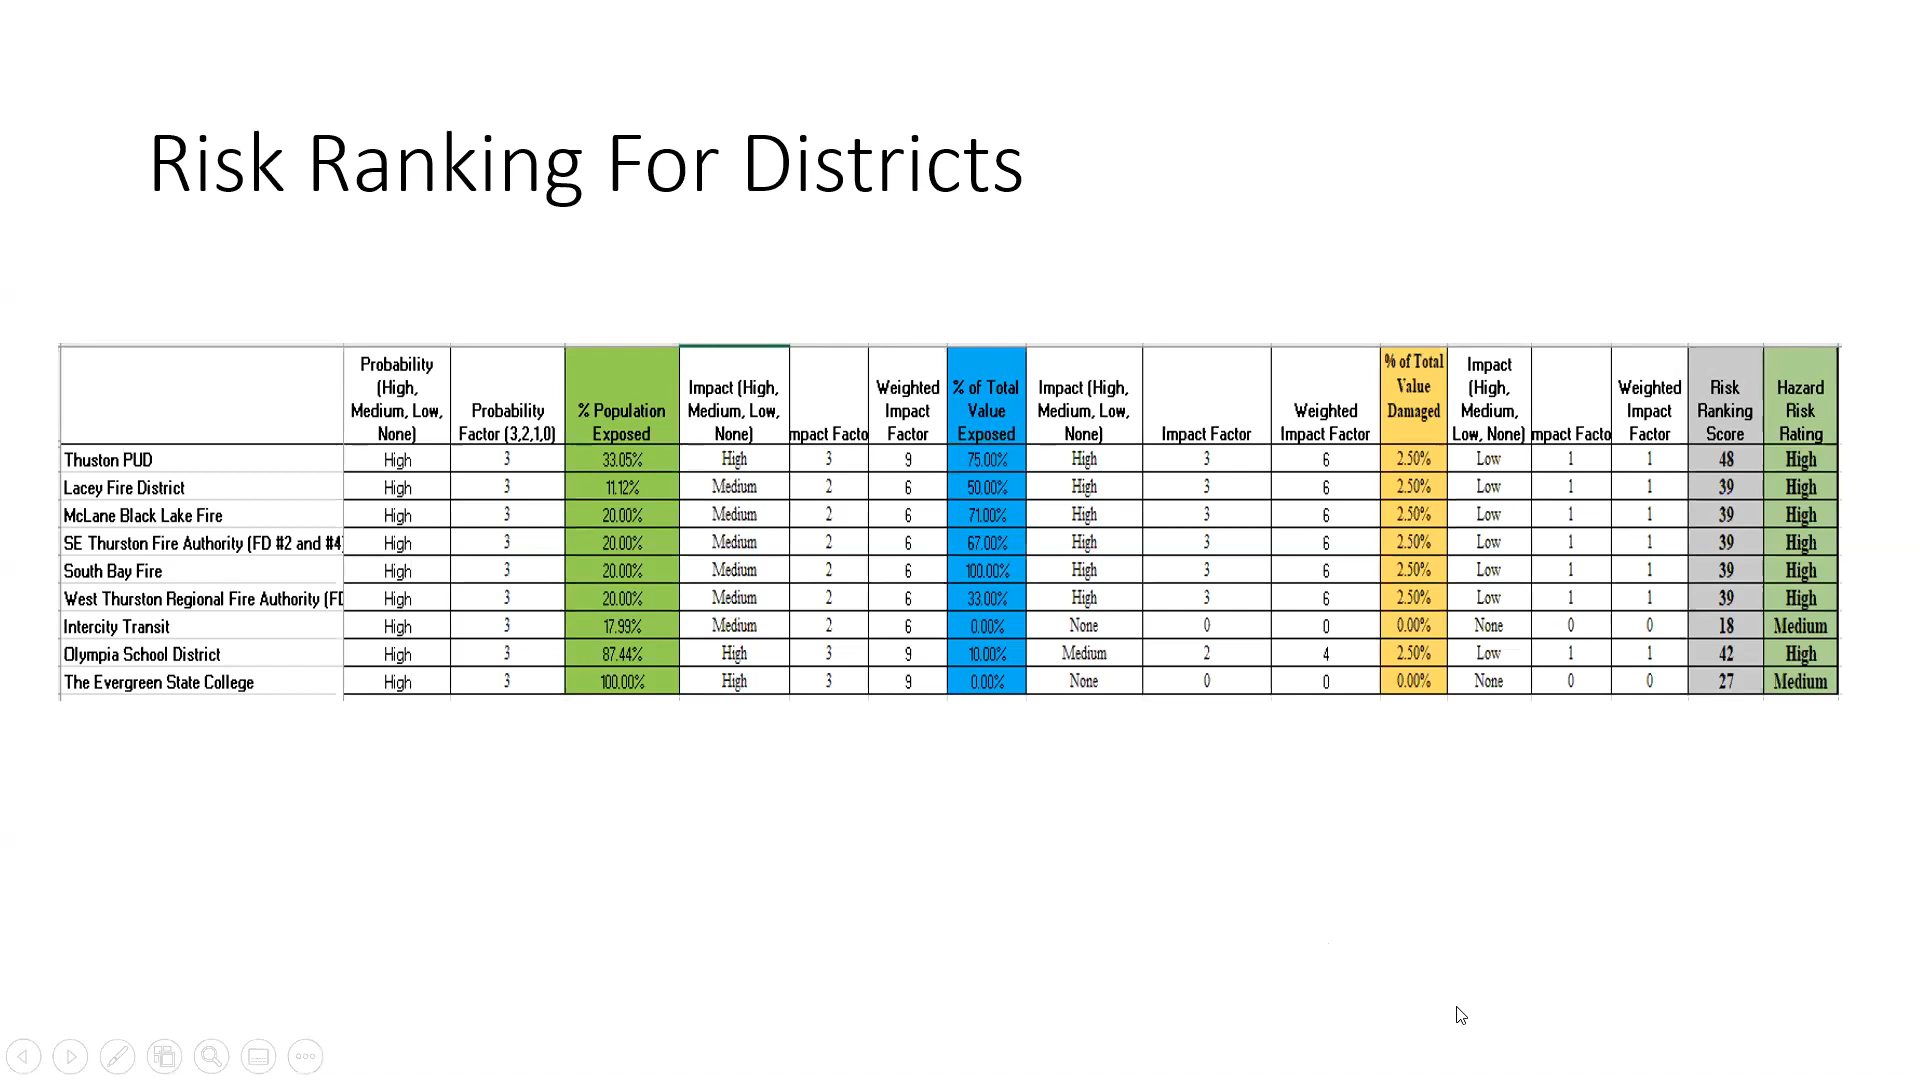 Risk Ranking For Districts
Probability (High, Medium, Low, None) Probability Factor (3,2,1,0) % Population Exposed Impact (High, Medium, Low, None) mpact Facto Weighted Impact Factor % of Total Value Exposed Impact (High, Medium, Low, None) Impact Factor Weighted Impact Factor % of Total Value Damaged Impact (High, Medium, Low, None) mpact Facto Weighted Impact Factor Risk Ranking Score Hazard Risk Rating
Thuston PUD High 3 33.05% High 3 9 75.00% High 3 6 2.50% Low 1 1 48 High
Lacey Fire District High 3 11.12% Medium 2 6 50.00% High 3 6 2.50% Low 1 1 39 High
McLane Black Lake Fire High 3 20.00% Medium 2 6 71.00% High 3 6 2.50% Low 1 1 39 High
SE Thurston Fire Authority (FD #2 and #4) High 3 20.00% Medium 2 6 67.00% High 3 6 2.50% Low 1 1 39 High
South Bay Fire High 3 20.00% Medium 2 6 100.00% High 3 6 2.50% Low 1 1 39 High
West Thurston Regional Fire Authority (FD High 3 20.00% Medium 2 6 33.00% High 3 6 2.50% Low 1 1 39 High
Intercity Transit High 3 17.99% Medium 2 6 0.00% None 0 0 0.00% None 0 0 18 Medium
Olympia School District High 3 87.44% High 3 9 10.00% Medium 2 4 2.50% Low 1 1 42 High
The Evergreen State College High 3 100.00% High 3 9 0.00% None 0 0 0.00% None 0 0 27 Medium